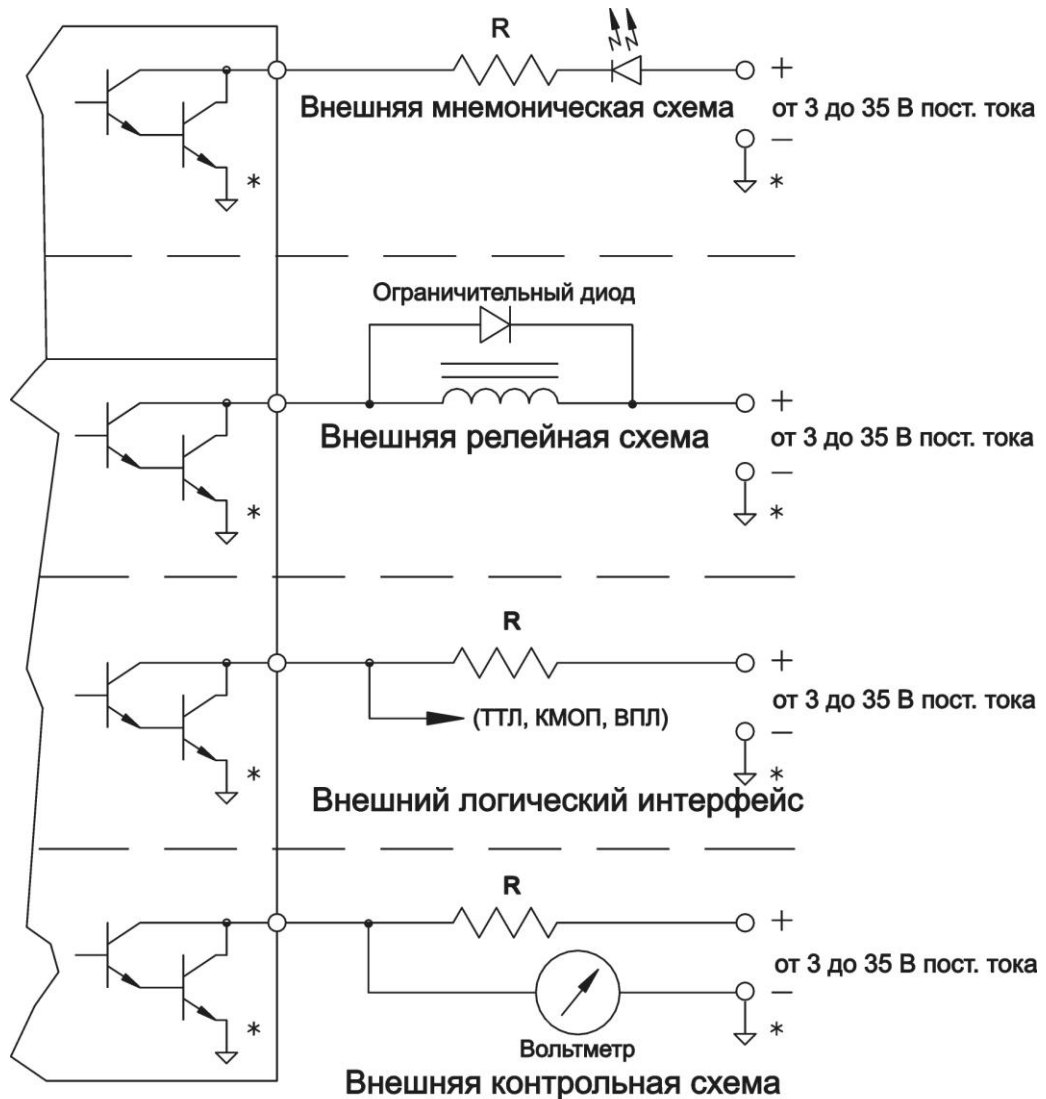 R
+
Внешняя мнемоническая схема
от 3 до 35 В пост. тока
—
*
*
Ограничительный диод
+
Внешняя релейная схема
от 3 до 35 В пост. тока
—
*
*
R
+
от 3 до 35 В пост. тока
(ТТЛ, КМОП, ВПЛ)
—
*
*
Внешний логический интерфейс
R
+
от 3 до 35 В пост. тока
—
*
*
Вольтметр
Внешняя контрольная схема